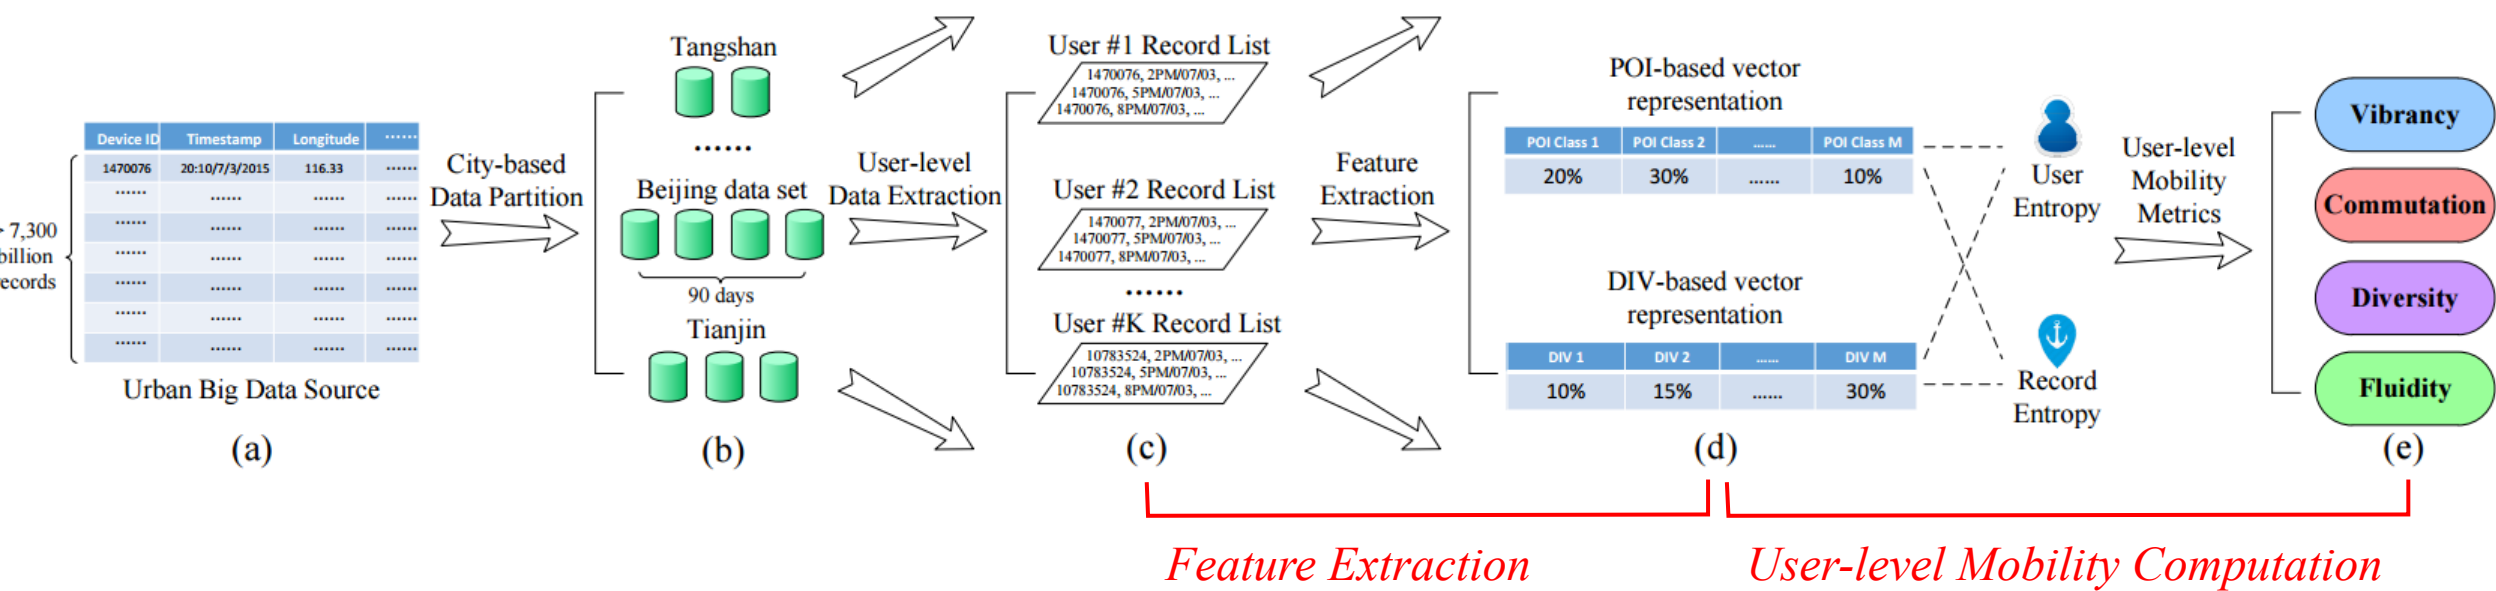 Device ID Timestamp Longitude ......
1470076 20:10/7/3/2015 116.33 ......
...... ...... ...... ......
...... ...... ...... ......
...... ...... ...... ......
...... ...... ...... ......
...... ...... ...... ......
...... ...... ...... ......
7,300
billion
records
Urban Big Data Source
(a)
City-based
Data Partition
Tangshan
......
Beijing data set
90 days
Tianjin
(b)
User-level
Data Extraction
User #1 Record List
1470076, 2PM/07/03, ...
1470076, 5PM/07/03, ...
1470076, 8PM/07/03, ...
User #2 Record List
1470077, 2PM/07/03, ...
1470077, 5PM/07/03, ...
1470077, 8PM/07/03, ...
......
User #K Record List
10783524, 2PM/07/03, ...
10783524, 5PM/07/03, ...
10783524, 8PM/07/03, ...
(c)
Feature
Extraction
POI-based vector
representation
POI Class 1 POI Class 2 ...... POI Class M
20% 30% ...... 10%
DIV-based vector
representation
DIV 1 DIV 2 ...... DIV M
10% 15% ...... 30%
(d)
User
Entropy
Record
Entropy
User-level
Mobility
Metrics
Vibrancy
Commutation
Diversity
Fluidity
(e)
Feature Extraction
User-level Mobility Computation